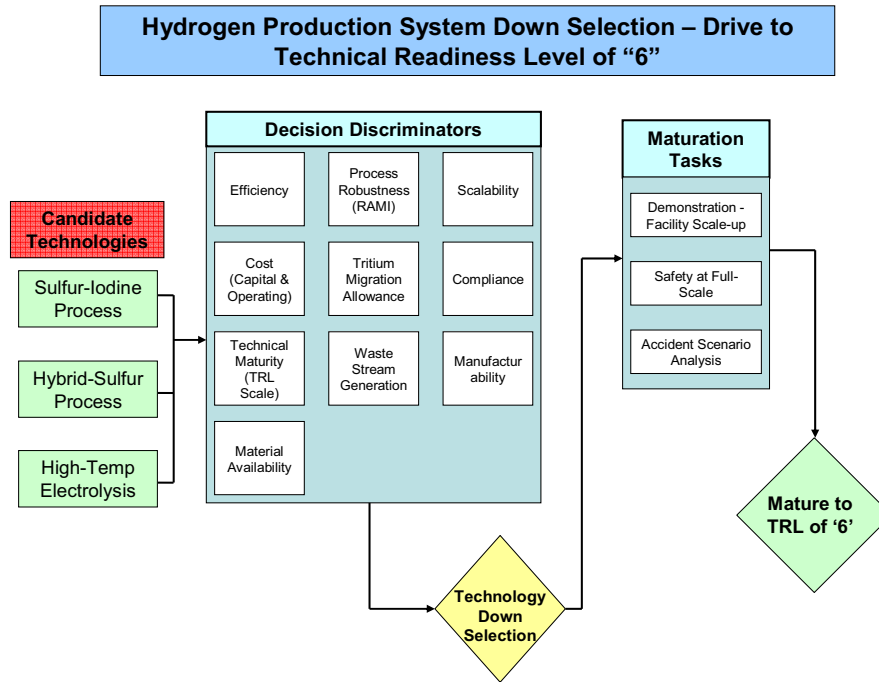 Hydrogen Production System Down Selection – Drive to
Technical Readiness Level of “6”
Candidate
Technologies
Sulfur-Iodine
Process
Hybrid-Sulfur
Process
High-Temp
Electrolysis
Decision Discriminators
Efficiency
Process
Robustness
(RAMI)
Scalability
Cost
(Capital &
Operating)
Tritium
Migration
Allowance
Compliance
Technical
Maturity
(TRL
Scale)
Waste
Stream
Generation
Manufactur
ability
Material
Availability
Technology
Down
Selection
Maturation
Tasks
Demonstration -
Facility Scale-up
Safety at Full-
Scale
Accident Scenario
Analysis
Mature to
TRL of ‘6’